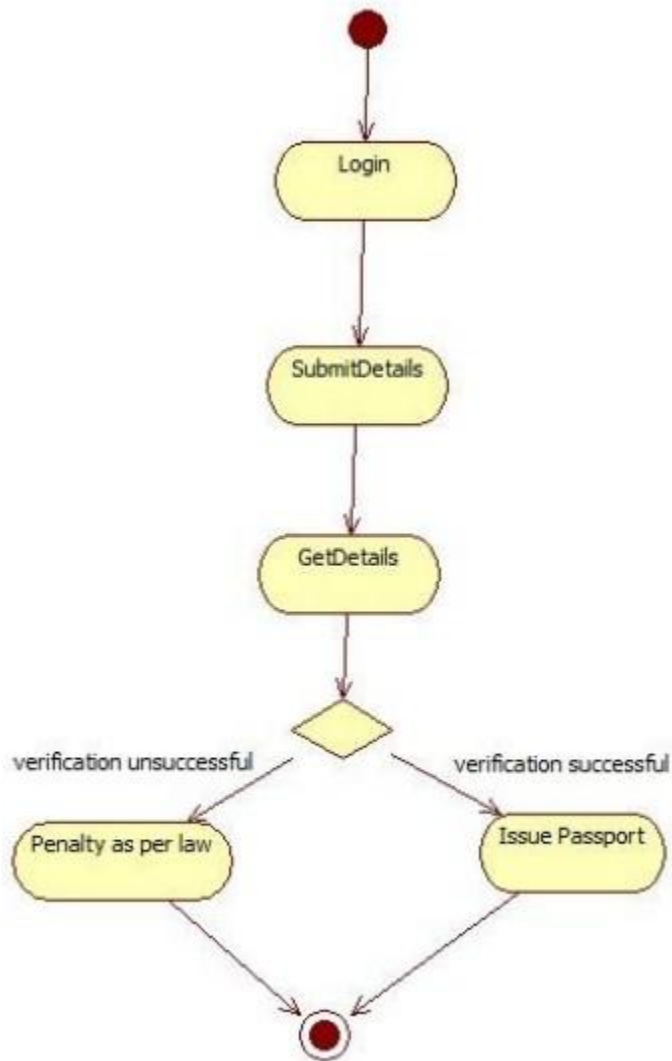 Login
SubmitDetails
GetDetails
verification unsuccessful
verification successful
Penalty as per law
Issue Passport